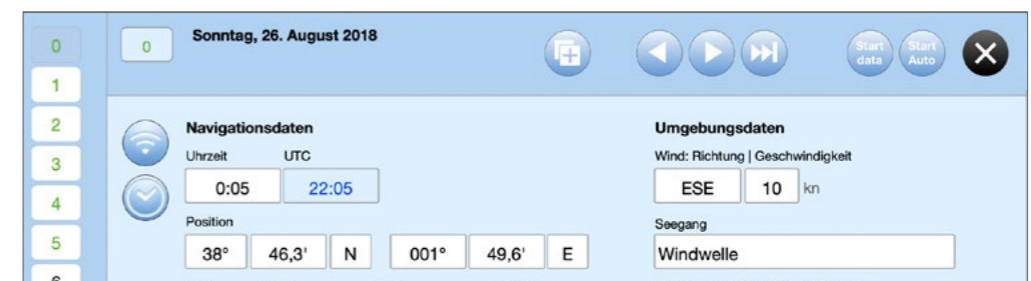 0
1
2
3
4
5
0
Sonntag, 26. August 2018
Start data
Start Auto
Navigationsdaten
Uhrzeit UTC
0:05 22:05
Position
38° 46,3' N 001° 49,6' E
Umgebungsdaten
Wind: Richtung | Geschwindigkeit
ESE 10 kn
Seegang
Windwelle